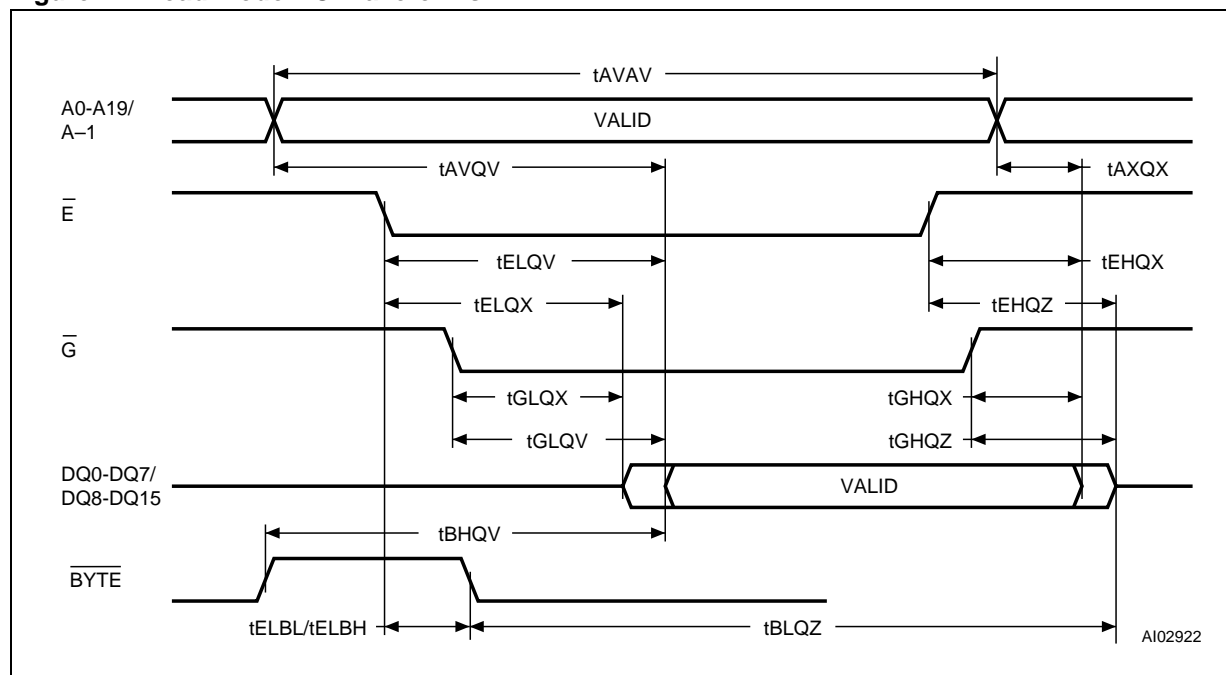 tAVAV
A0-A19/
A–1
VALID
tAVQV
tAXQX
E
tELQV
tEHQX
tELQX
tEHQZ
G
tGLQX
tGHQX
tGLQV
tGHQZ
DQ0-DQ7/
DQ8-DQ15
VALID
tBHQV
BYTE
tELBL/tELBH
tBLQZ
AI02922